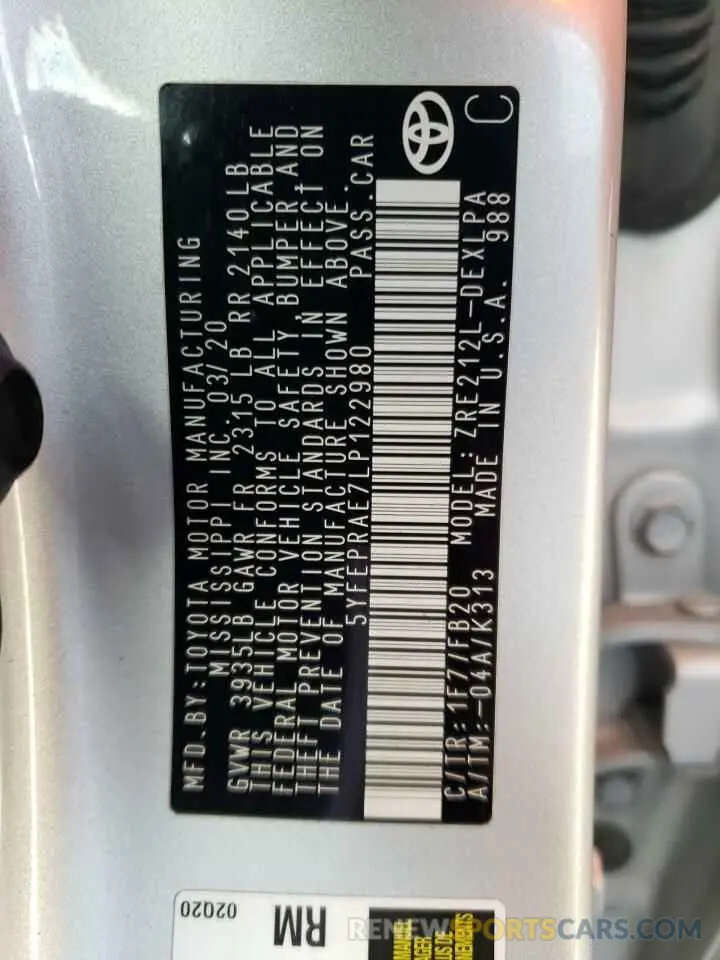 MFD.BY:TOYOTA MOTOR MANUFACTURING
MISSISSIPPI INC. 03/20
GVWR 3935LB GAWR FR 2315 LB RR 2140LB
THIS VEHICLE CONFORMS TO ALL APPLICABLE
FEDERAL MOTOR VEHICLE SAFETY,BUMPER,AND
THEFT PREVENTION STANDARDS IN EFFECT ON
THE DATE OF MANUFACTURE SHOWN ABOVE.
5YFEPRAE7LP122980 PASS.CAR
C/TR:1F7/FB20 MODEL:ZRE212L-DEXLPA
A/TM:-04A/K313 MADE IN U.S.A. 988
C
02Q20
RM
RENEWSPORTSCARS.COM